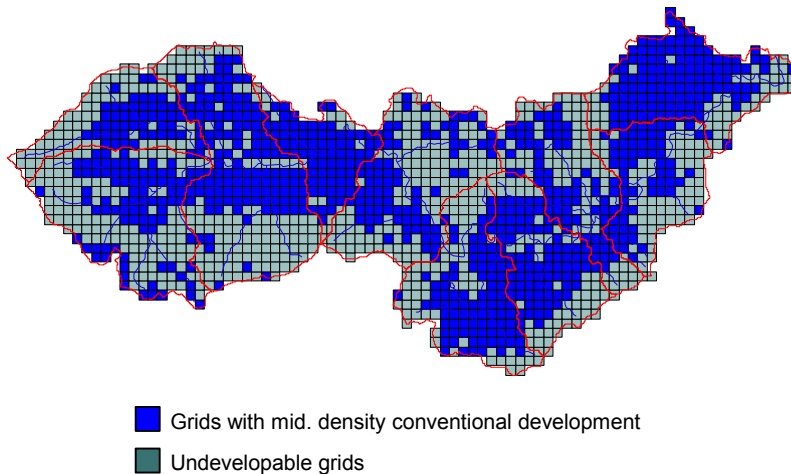 Grids with mid. density conventional development
Undevelopable grids